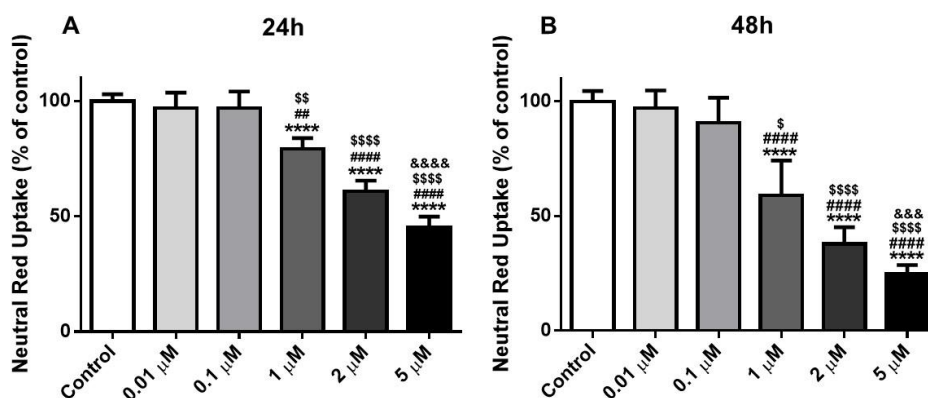 A
24h
Neutral Red Uptake (% of control)
100
50
0
$$
##
****
$$$$
####
****
&&&&
$$$$
####
****
Control
0.01 µM
0.1 µM
1 µM
2 µM
5 µM
B
48h
Neutral Red Uptake (% of control)
100
50
0
$
####
****
$$$$
####
****
&&&
$$$$
####
****
Control
0.01 µM
0.1 µM
1 µM
2 µM
5 µM